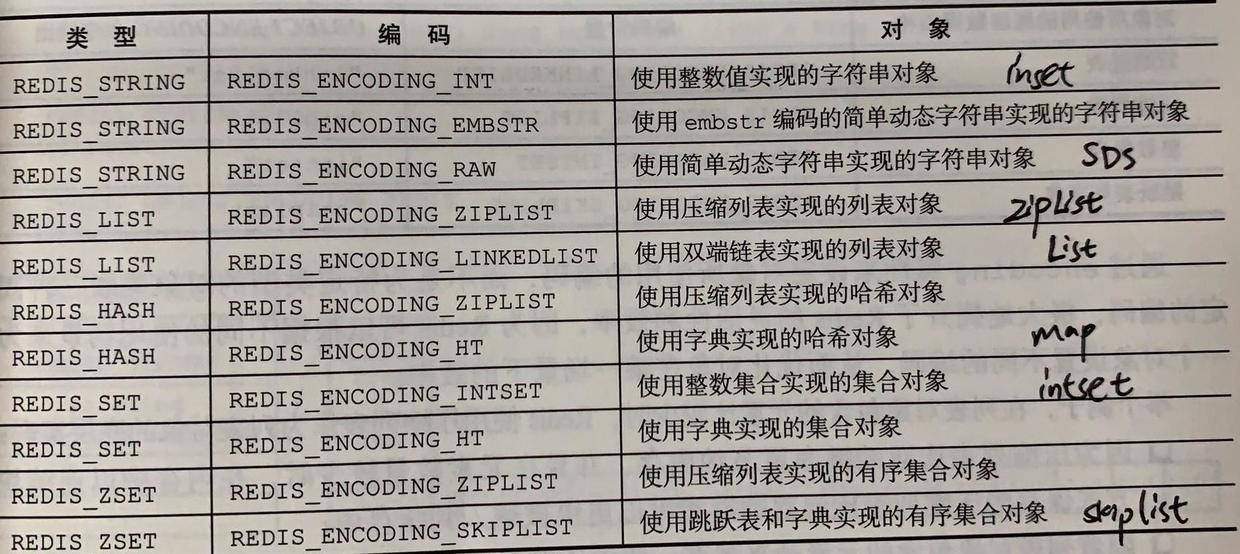 类型 编码 对象
REDIS_STRING REDIS_ENCODING_INT 使用整数值实现的字符串对象 inset
REDIS_STRING REDIS_ENCODING_EMBSTR 使用embstr编码的简单动态字符串实现的字符串对象
REDIS_STRING REDIS_ENCODING_RAW 使用简单动态字符串实现的字符串对象 SDS
REDIS_LIST REDIS_ENCODING_ZIPLIST 使用压缩列表实现的列表对象 ziplist
REDIS_LIST REDIS_ENCODING_LINKEDLIST 使用双端链表实现的列表对象 List
REDIS_HASH REDIS_ENCODING_ZIPLIST 使用压缩列表实现的哈希对象
REDIS_HASH REDIS_ENCODING_HT 使用字典实现的哈希对象 map
REDIS_SET REDIS_ENCODING_INTSET 使用整数集合实现的集合对象 intset
REDIS_SET REDIS_ENCODING_HT 使用字典实现的集合对象
REDIS_ZSET REDIS_ENCODING_ZIPLIST 使用压缩列表实现的有序集合对象
REDIS_ZSET REDIS_ENCODING_SKIPLIST 使用跳跃表和字典实现的有序集合对象 skiplist